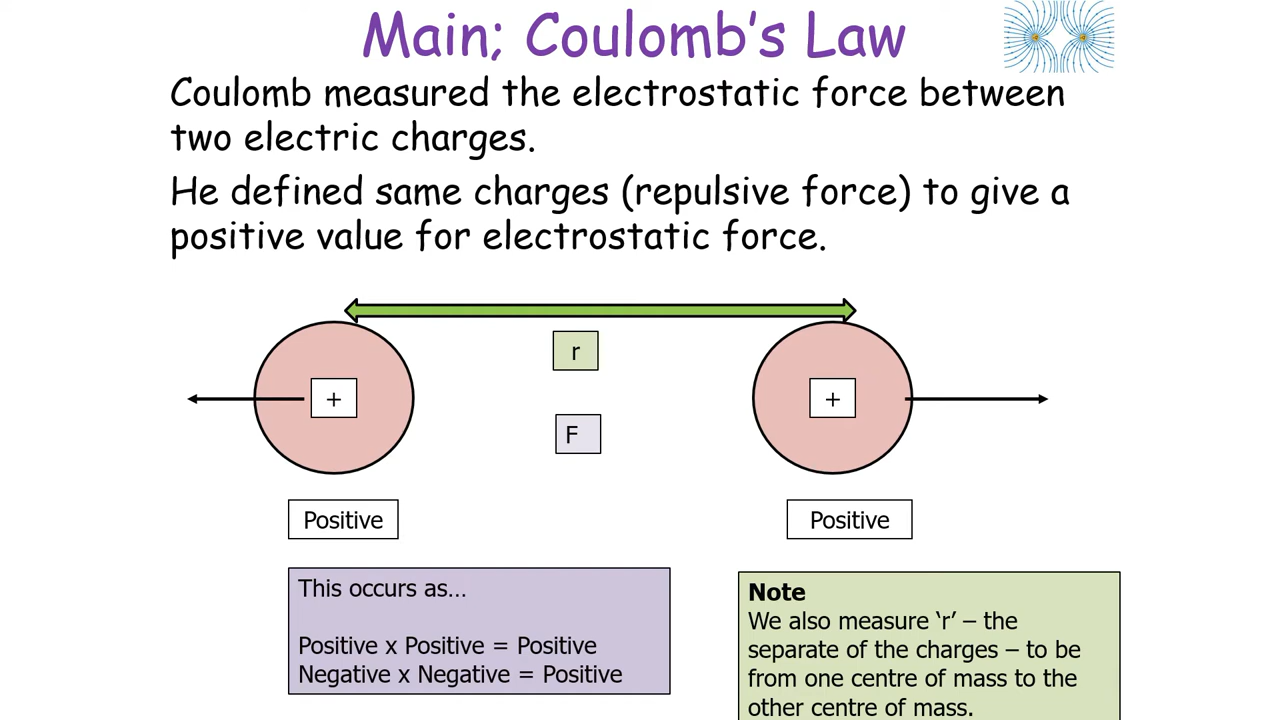 Main; Coulomb's Law
Coulomb measured the electrostatic force between
two electric charges.
He defined same charges (repulsive force) to give a
positive value for electrostatic force.
r
+
+
F
Positive
Positive
This occurs as...
Positive x Positive = Positive
Negative x Negative = Positive
Note
We also measure ‘r’ – the
separate of the charges – to be
from one centre of mass to the
other centre of mass.